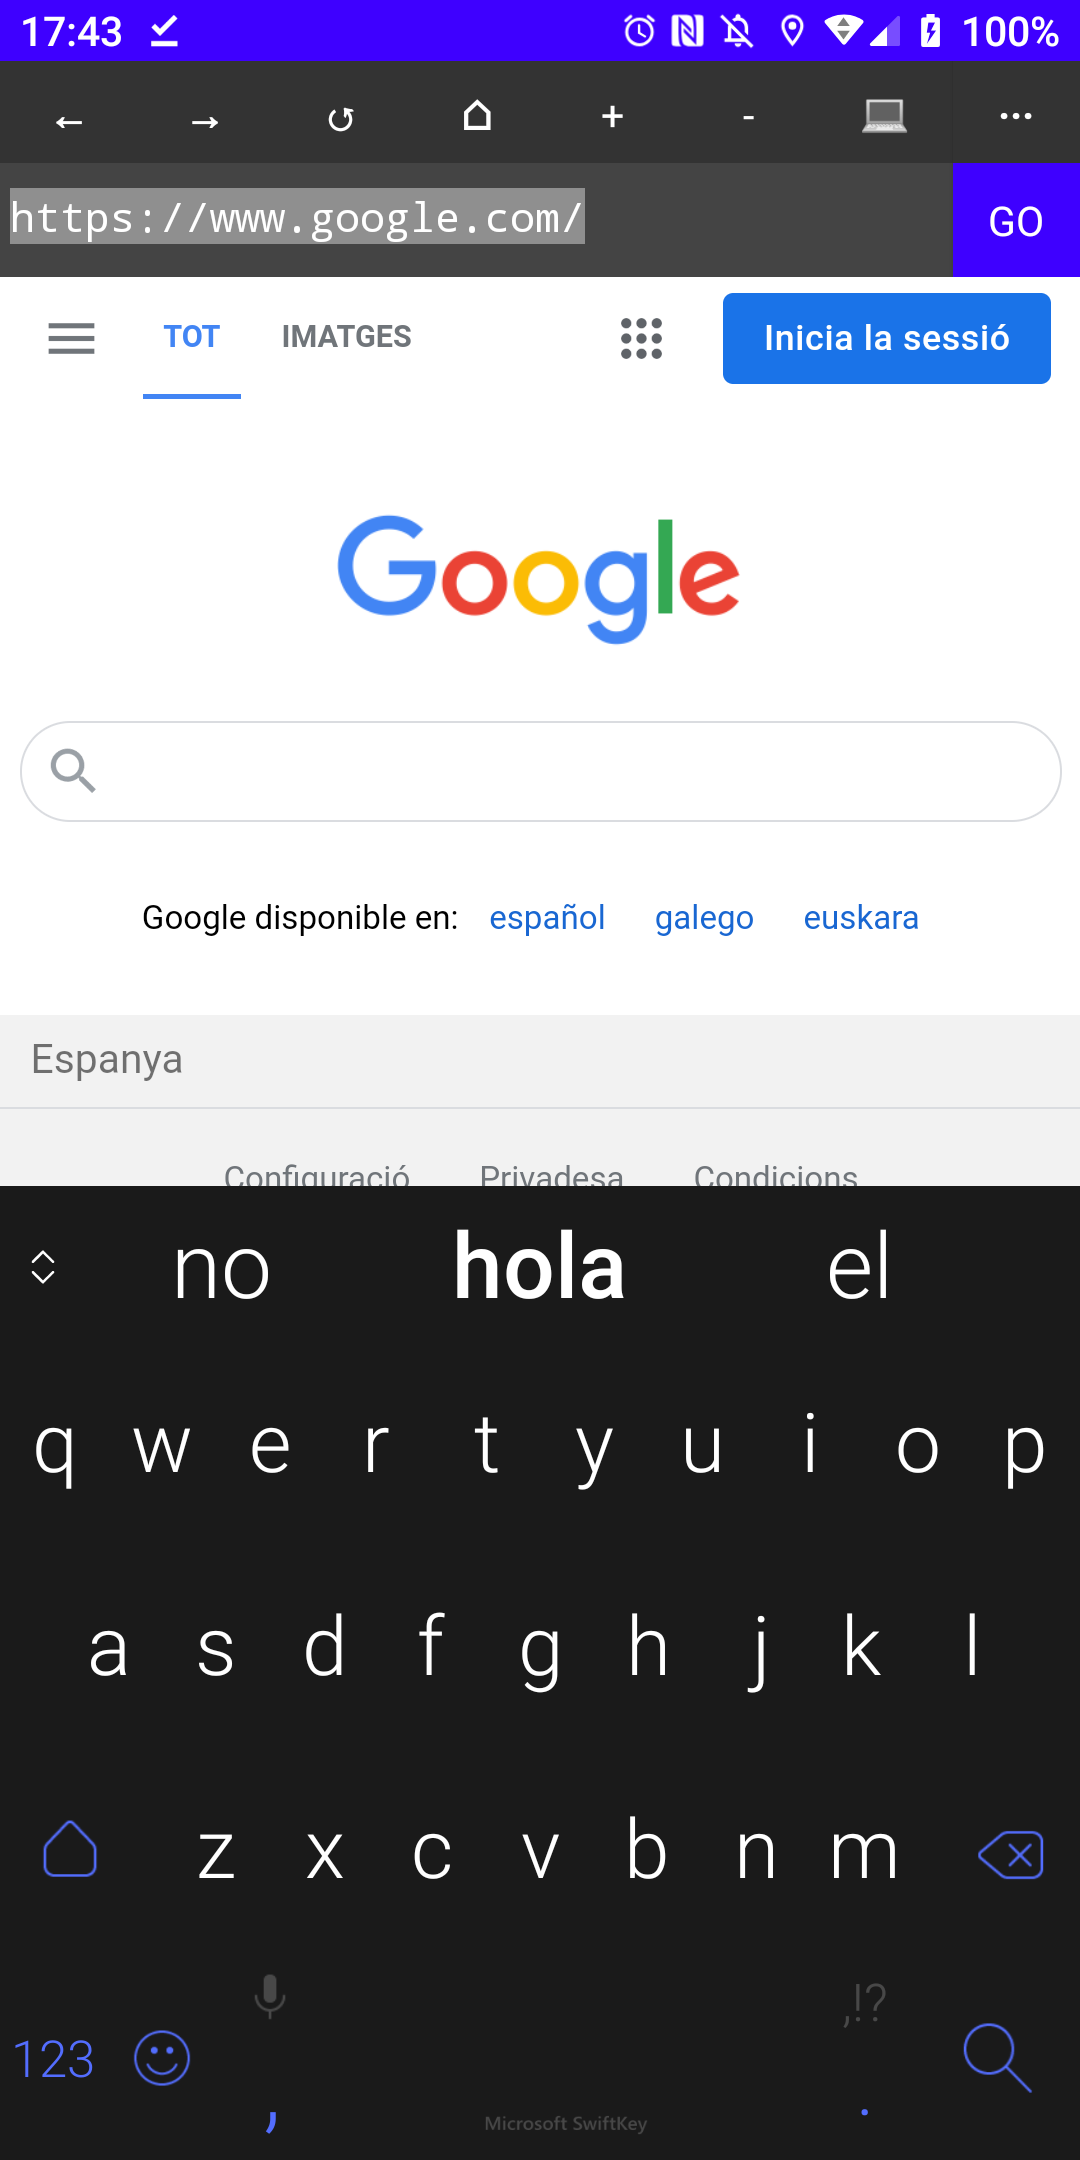 17:43 100%
← → ↺ + - ...
https://www.google.com/ GO
TOT IMATGES Inicia la sessió
Google
Google disponible en: español galego euskara
Espanya
Configuració Privadesa Condicions
no hola el
q w e r t y u i o p
a s d f g h j k l
z x c v b n m
,!?
123 , .
Microsoft SwiftKey